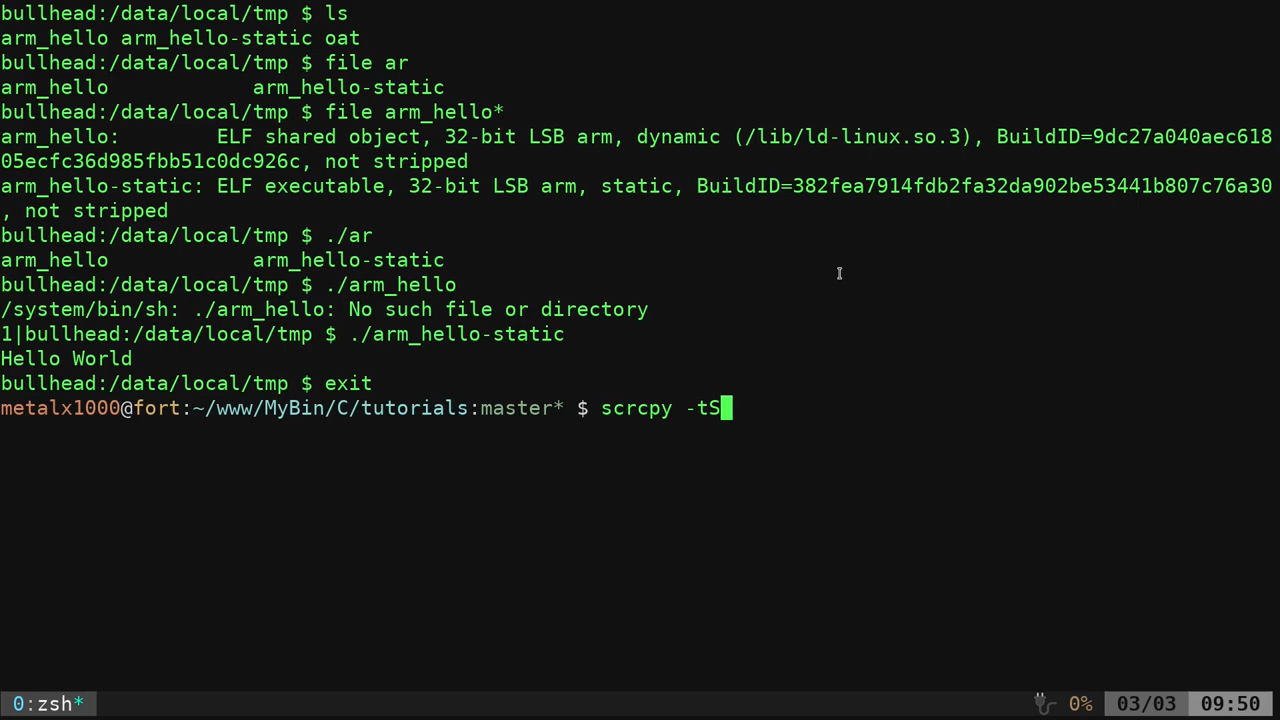 bullhead:/data/local/tmp $ ls
arm_hello arm_hello-static oat
bullhead:/data/local/tmp $ file ar
arm_hello            arm_hello-static
bullhead:/data/local/tmp $ file arm_hello*
arm_hello:        ELF shared object, 32-bit LSB arm, dynamic (/lib/ld-linux.so.3), BuildID=9dc27a040aec618
05ecfc36d985fbb51c0dc926c, not stripped
arm_hello-static: ELF executable, 32-bit LSB arm, static, BuildID=382fea7914fdb2fa32da902be53441b807c76a30
, not stripped
bullhead:/data/local/tmp $ ./ar
arm_hello            arm_hello-static
bullhead:/data/local/tmp $ ./arm_hello
/system/bin/sh: ./arm_hello: No such file or directory
1|bullhead:/data/local/tmp $ ./arm_hello-static
Hello World
bullhead:/data/local/tmp $ exit
metalx1000@fort:~/www/MyBin/C/tutorials:master* $ scrcpy -tS
0:zsh* 0% 03/03 09:50